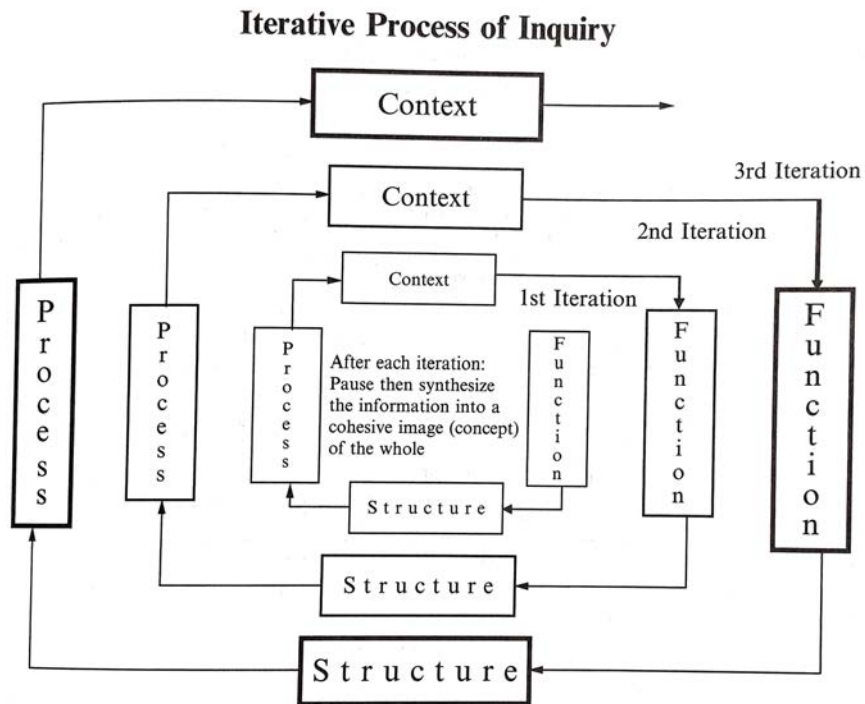 Iterative Process of Inquiry
Context
3rd Iteration
Context
2nd Iteration
Context
1st Iteration
Process
Process
Process
After each iteration:
Pause then synthesize
the information into a
cohesive image (concept)
of the whole
Function
Function
Function
Structure
Structure
Structure